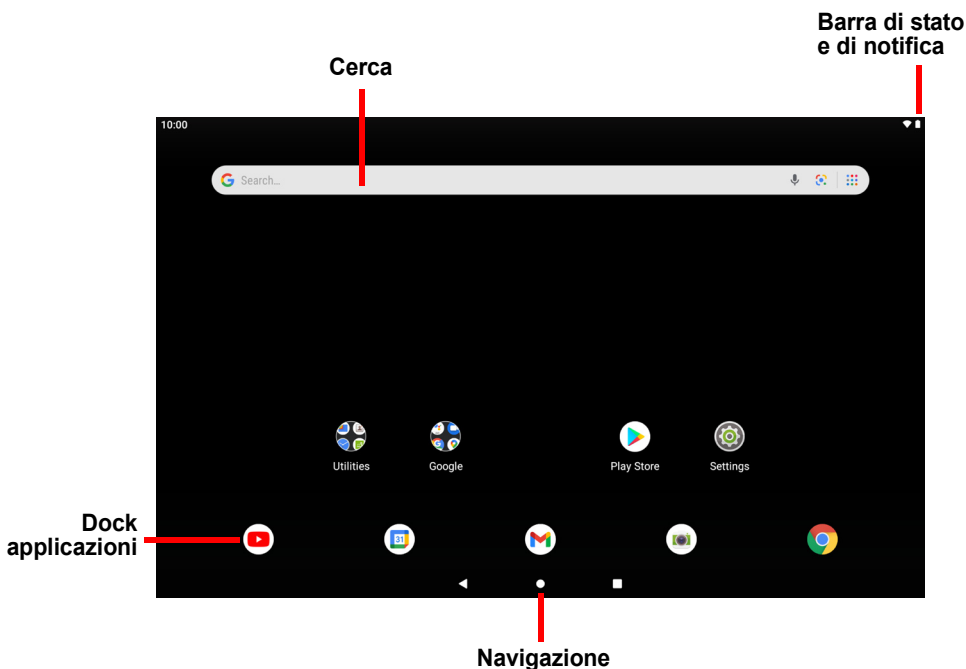 Barra di stato
e di notifica
Cerca
10:00
Search...
Utilities
Google
Play Store
Settings
Dock
applicazioni
31
Navigazione